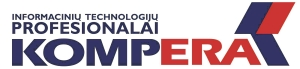 INFORMACINIŲ TECHNOLOGIJŲ
PROFESIONALAI
KOMPERA